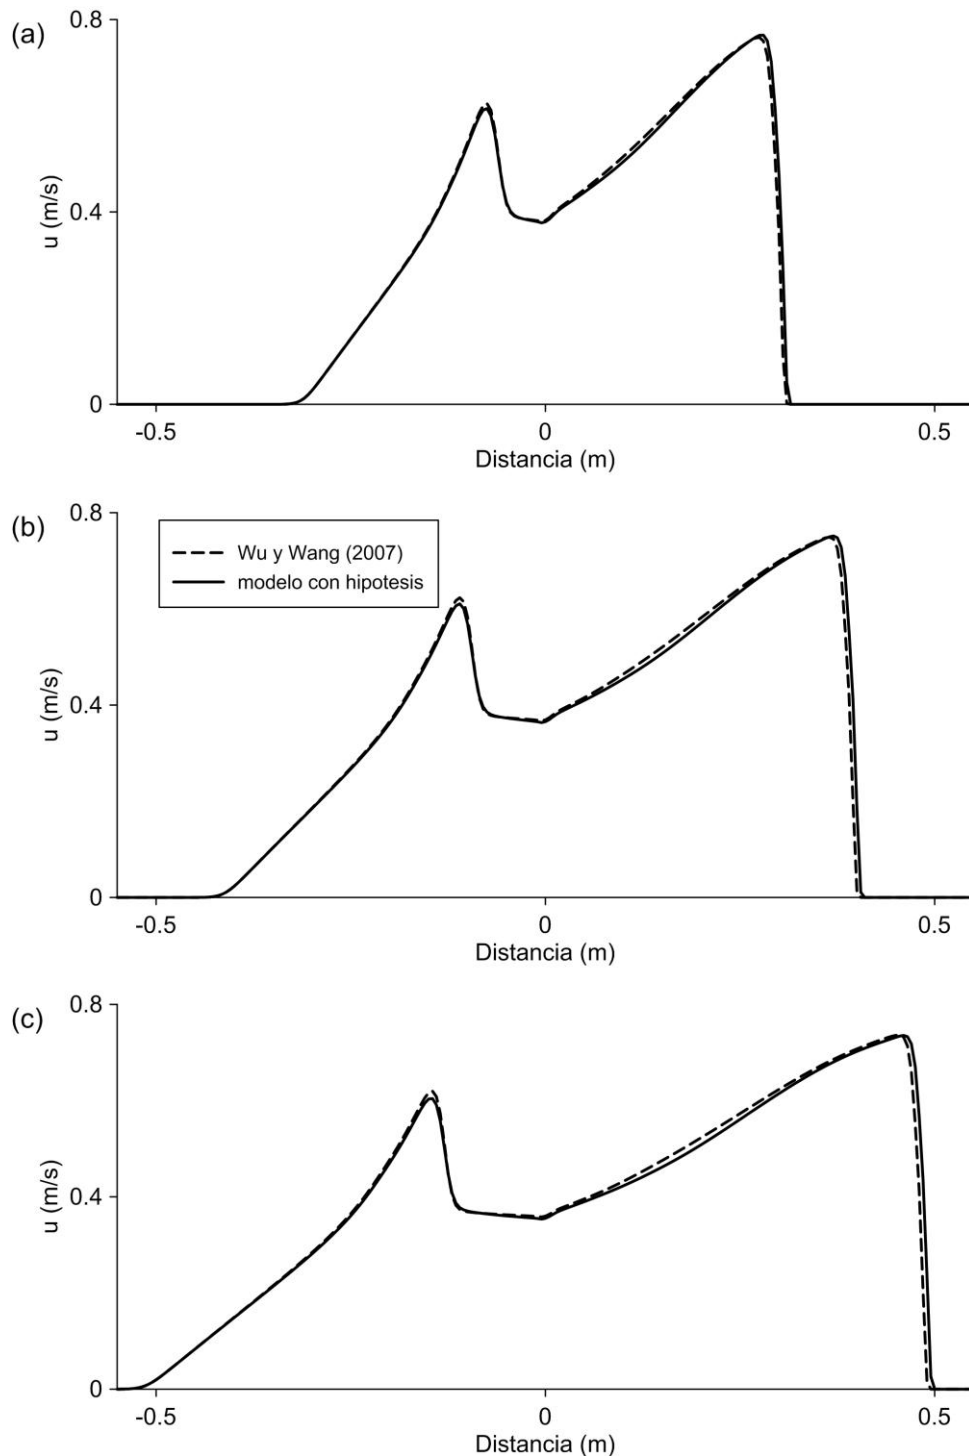 (a)
0.8
0.4
0
u (m/s)
-0.5 0 0.5
Distancia (m)
(b)
0.8
0.4
0
u (m/s)
Wu y Wang (2007)
modelo con hipotesis
-0.5 0 0.5
Distancia (m)
(c)
0.8
0.4
0
u (m/s)
-0.5 0 0.5
Distancia (m)